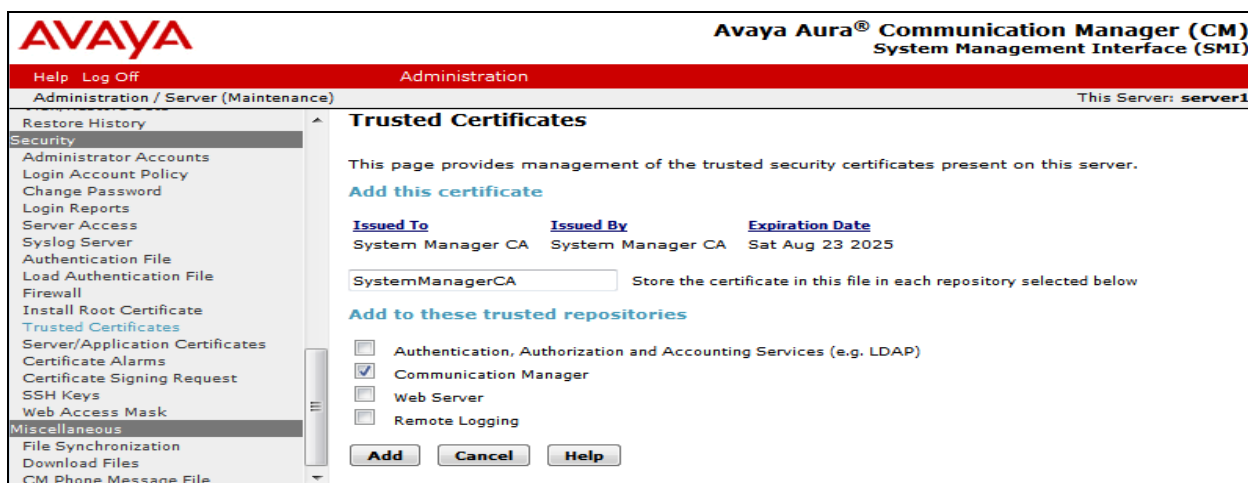 AVAYA
Avaya Aura® Communication Manager (CM)
System Management Interface (SMI)
Help Log Off
Administration
Administration / Server (Maintenance)
This Server: server1
Restore History
Security
Administrator Accounts
Login Account Policy
Change Password
Login Reports
Server Access
Syslog Server
Authentication File
Load Authentication File
Firewall
Install Root Certificate
Trusted Certificates
Server/Application Certificates
Certificate Alarms
Certificate Signing Request
SSH Keys
Web Access Mask
Miscellaneous
File Synchronization
Download Files
CM Phone Message File
Trusted Certificates
This page provides management of the trusted security certificates present on this server.
Add this certificate
Issued To Issued By Expiration Date
System Manager CA System Manager CA Sat Aug 23 2025
SystemManagerCA Store the certificate in this file in each repository selected below
Add to these trusted repositories
Authentication, Authorization and Accounting Services (e.g. LDAP)
Communication Manager
Web Server
Remote Logging
Add Cancel Help